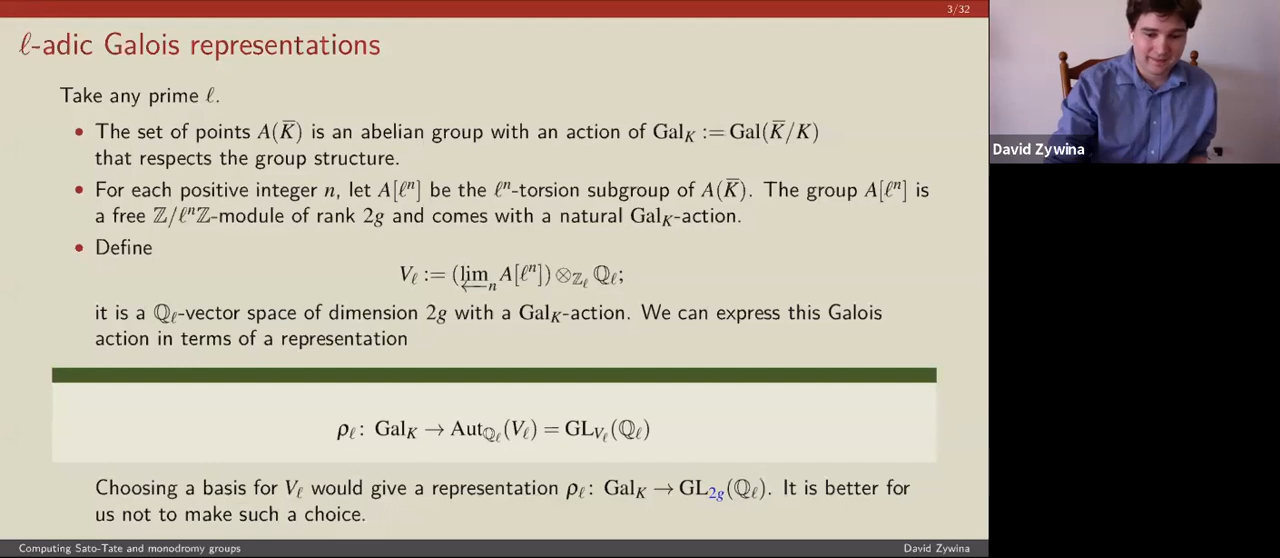 3/32
ℓ-adic Galois representations
Take any prime ℓ.
• The set of points A(K̅) is an abelian group with an action of Gal_K := Gal(K̅/K)
that respects the group structure.
• For each positive integer n, let A[ℓⁿ] be the ℓⁿ-torsion subgroup of A(K̅). The group A[ℓⁿ] is
a free ℤ/ℓⁿℤ-module of rank 2g and comes with a natural Gal_K-action.
• Define
V_ℓ := (lim←_n A[ℓⁿ]) ⊗_{ℤ_ℓ} ℚ_ℓ;
it is a ℚ_ℓ-vector space of dimension 2g with a Gal_K-action. We can express this Galois
action in terms of a representation
ρ_ℓ: Gal_K → Aut_{ℚ_ℓ}(V_ℓ) = GL_{V_ℓ}(ℚ_ℓ)
Choosing a basis for V_ℓ would give a representation ρ_ℓ: Gal_K → GL_{2g}(ℚ_ℓ). It is better for
us not to make such a choice.
Computing Sato-Tate and monodromy groups
David Zywina
David Zywina